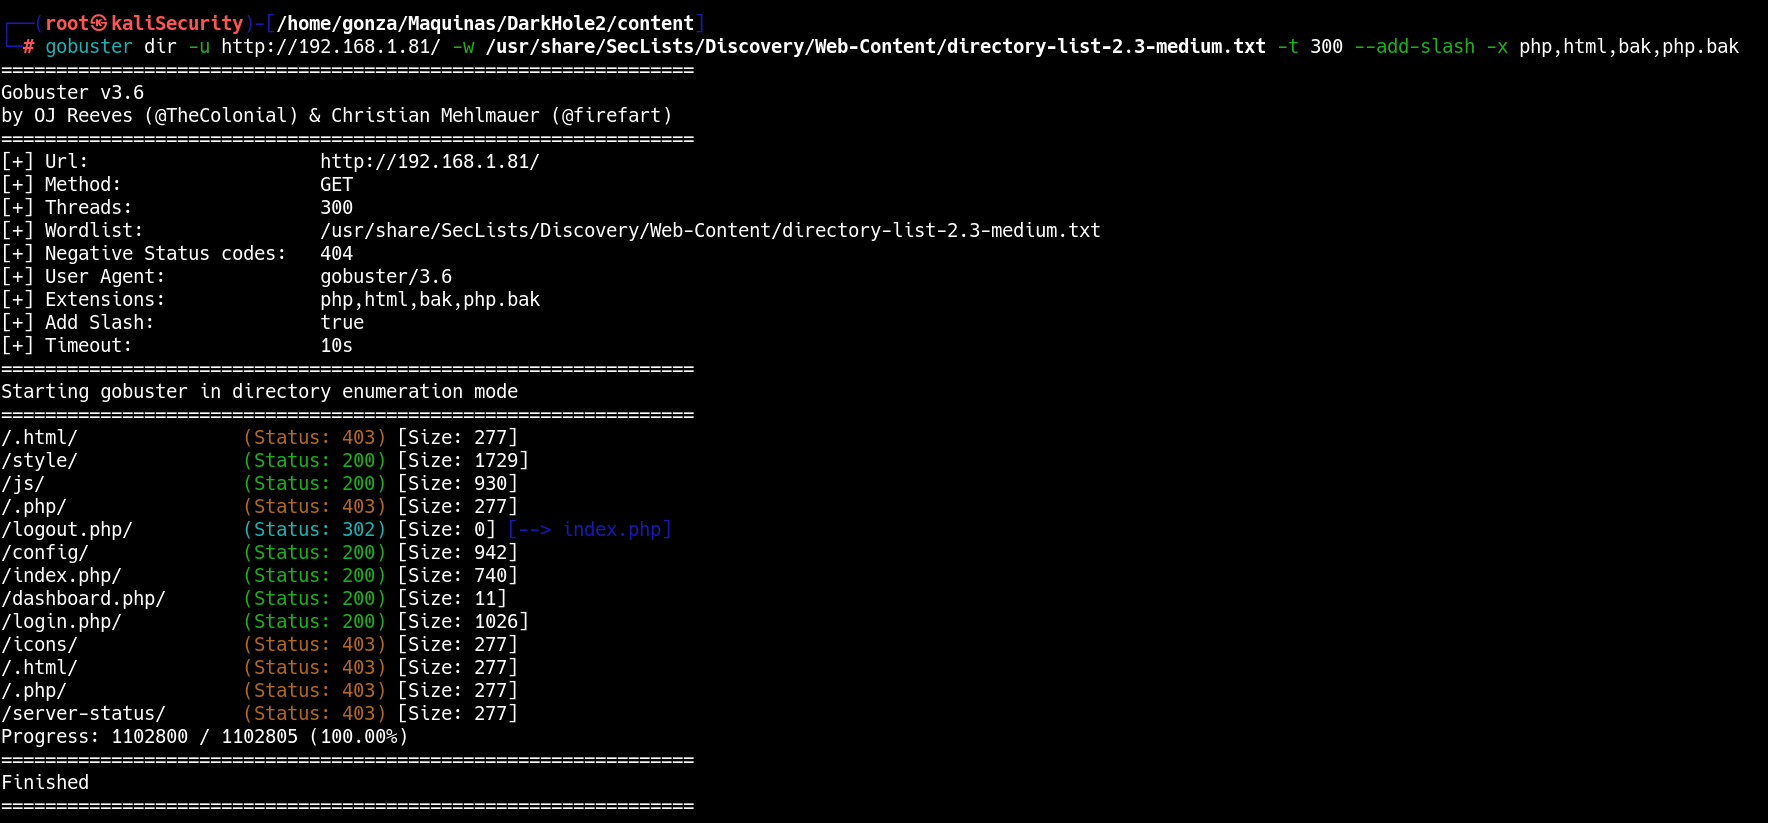 ┌──(root㉿kaliSecurity)-[/home/gonza/Maquinas/DarkHole2/content]
└─# gobuster dir -u http://192.168.1.81/ -w /usr/share/SecLists/Discovery/Web-Content/directory-list-2.3-medium.txt -t 300 --add-slash -x php,html,bak,php.bak
===============================================================
Gobuster v3.6
by OJ Reeves (@TheColonial) & Christian Mehlmauer (@firefart)
===============================================================
[+] Url:                     http://192.168.1.81/
[+] Method:                  GET
[+] Threads:                 300
[+] Wordlist:                /usr/share/SecLists/Discovery/Web-Content/directory-list-2.3-medium.txt
[+] Negative Status codes:   404
[+] User Agent:              gobuster/3.6
[+] Extensions:              php,html,bak,php.bak
[+] Add Slash:               true
[+] Timeout:                 10s
===============================================================
Starting gobuster in directory enumeration mode
===============================================================
/.html/               (Status: 403) [Size: 277]
/style/               (Status: 200) [Size: 1729]
/js/                  (Status: 200) [Size: 930]
/.php/                (Status: 403) [Size: 277]
/logout.php/          (Status: 302) [Size: 0] [--> index.php]
/config/              (Status: 200) [Size: 942]
/index.php/           (Status: 200) [Size: 740]
/dashboard.php/       (Status: 200) [Size: 11]
/login.php/           (Status: 200) [Size: 1026]
/icons/               (Status: 403) [Size: 277]
/.html/               (Status: 403) [Size: 277]
/.php/                (Status: 403) [Size: 277]
/server-status/       (Status: 403) [Size: 277]
Progress: 1102800 / 1102805 (100.00%)
===============================================================
Finished
===============================================================